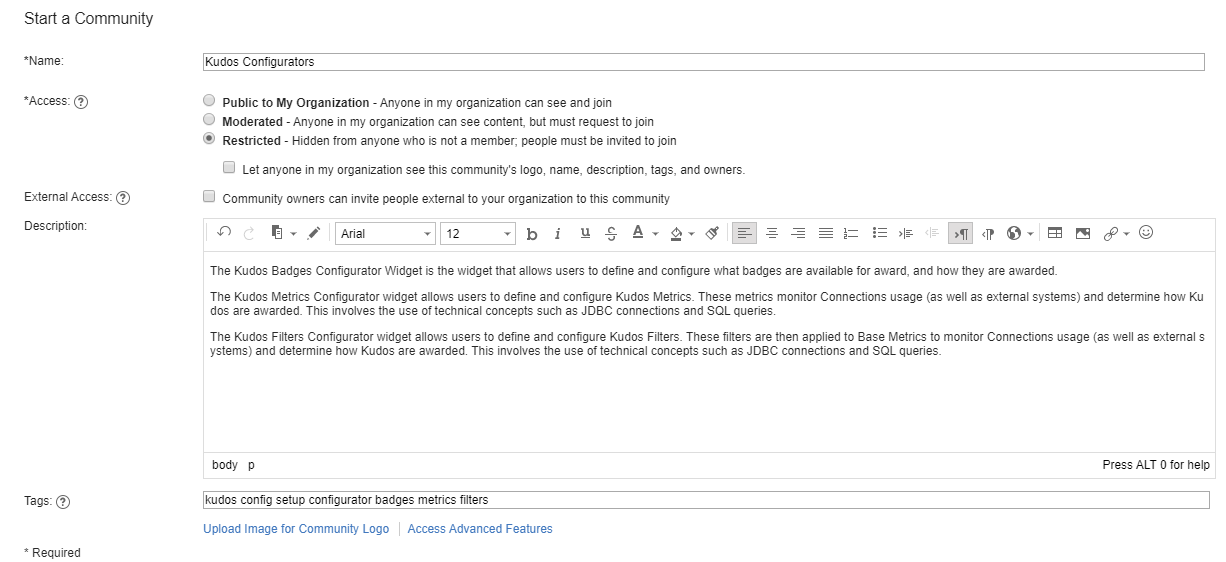 Start a Community
*Name:
Kudos Configurators
*Access:
Public to My Organization - Anyone in my organization can see and join
Moderated - Anyone in my organization can see content, but must request to join
Restricted - Hidden from anyone who is not a member; people must be invited to join
Let anyone in my organization see this community's logo, name, description, tags, and owners.
External Access:
Community owners can invite people external to your organization to this community
Description:
Arial 12 b i u S A
The Kudos Badges Configurator Widget is the widget that allows users to define and configure what badges are available for award, and how they are awarded.
The Kudos Metrics Configurator widget allows users to define and configure Kudos Metrics. These metrics monitor Connections usage (as well as external systems) and determine how Ku
dos are awarded. This involves the use of technical concepts such as JDBC connections and SQL queries.
The Kudos Filters Configurator widget allows users to define and configure Kudos Filters. These filters are then applied to Base Metrics to monitor Connections usage (as well as external s
ystems) and determine how Kudos are awarded. This involves the use of technical concepts such as JDBC connections and SQL queries.
body p
Press ALT 0 for help
Tags:
kudos config setup configurator badges metrics filters
Upload Image for Community Logo | Access Advanced Features
* Required